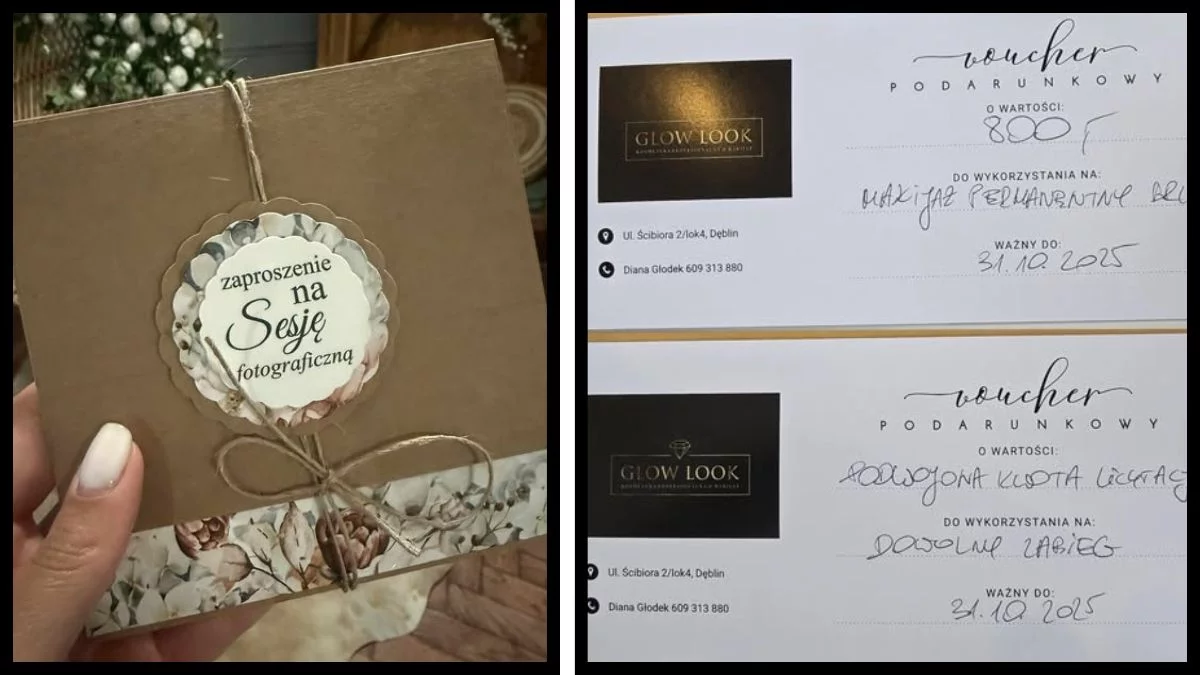 zaproszenie
na
Sesję
fotograficzną
voucher
PODARUNKOWY
O WARTOŚCI:
800,-
GLOW LOOK
DO WYKORZYSTANIA NA:
MAKIJAŻ PERMANENTNY
WAŻNY DO:
31.10.2025
Ul. Ścibiora 2/lok4, Dęblin
Diana Głodek 609 313 880
voucher
PODARUNKOWY
O WARTOŚCI:
PODWOJONA KWOTA LICYTAC
GLOW LOOK
DO WYKORZYSTANIA NA:
DOWOLNY ZABIEG
WAŻNY DO:
31.10.2025
Ul. Ścibiora 2/lok4, Dęblin
Diana Głodek 609 313 880